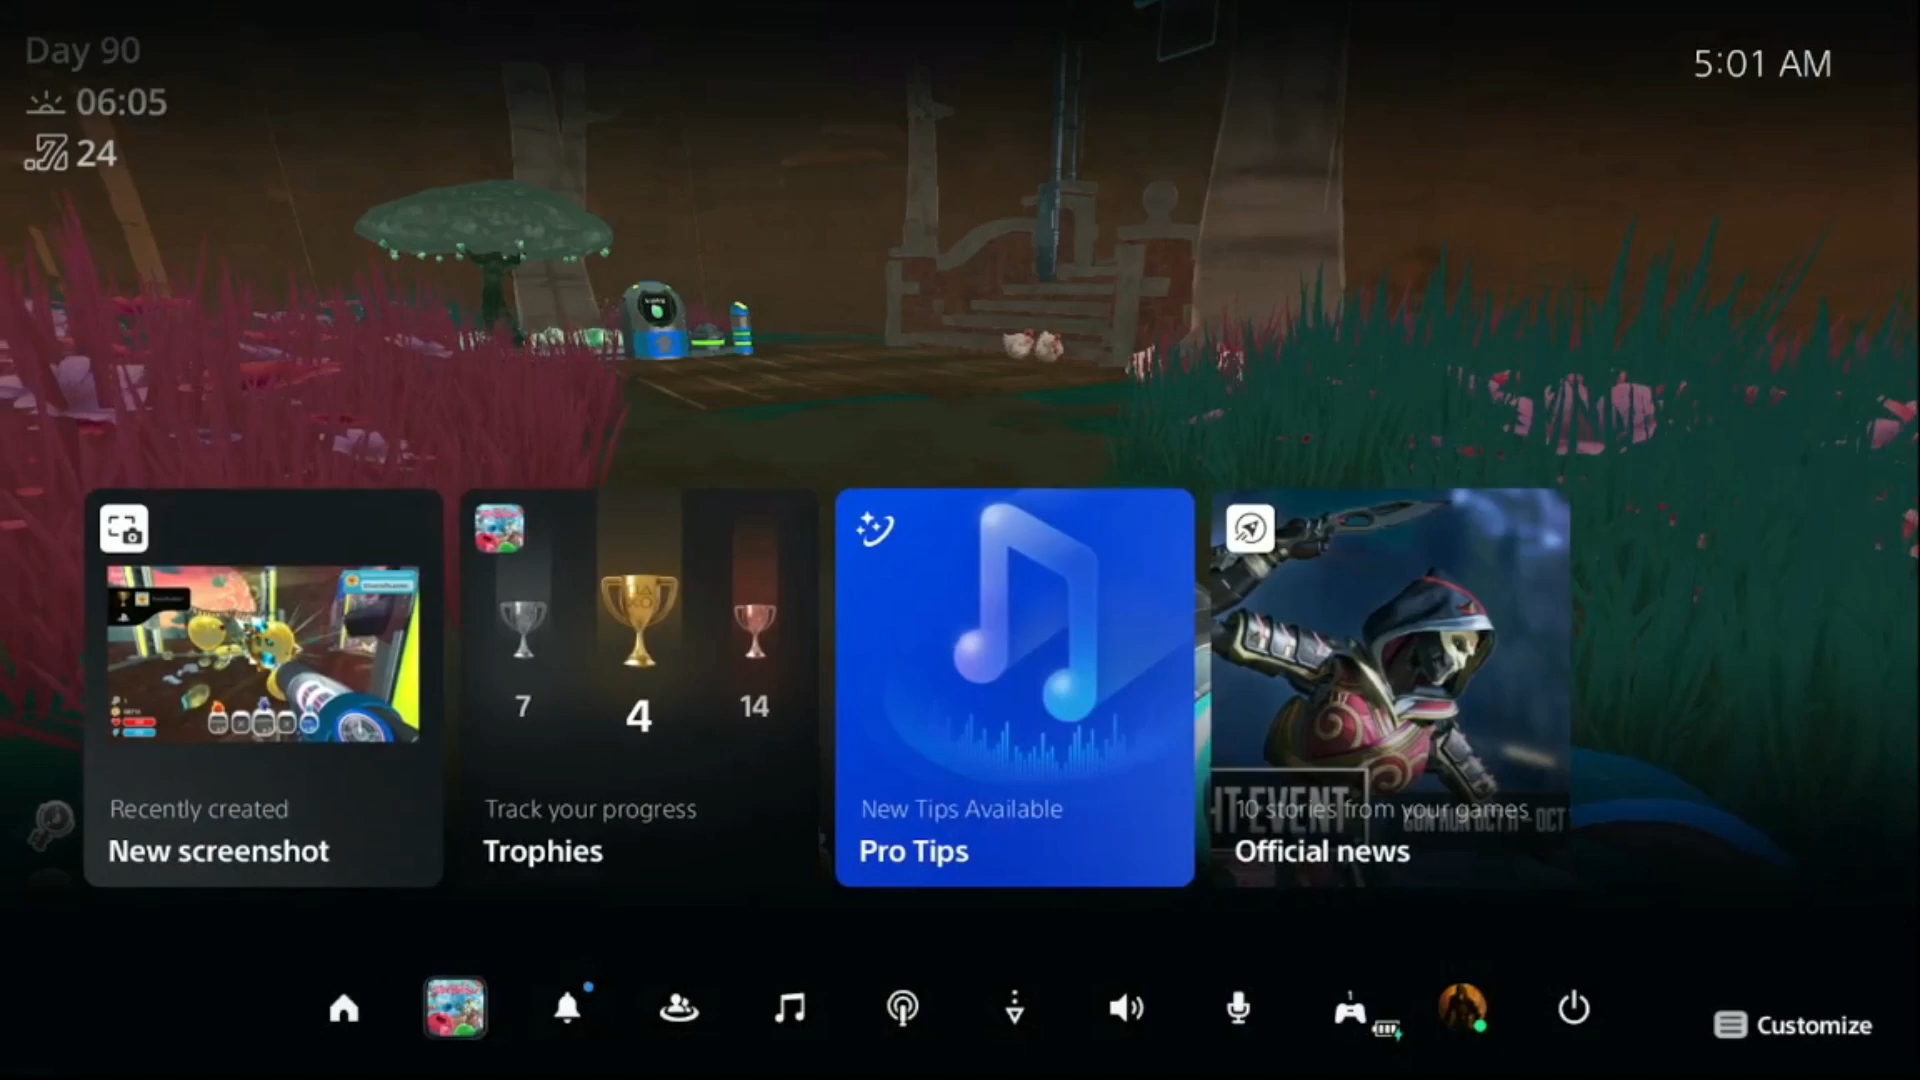 Day 90
06:05
24
5:01 AM
7
4
14
Recently created
New screenshot
Track your progress
Trophies
New Tips Available
Pro Tips
10 stories from your games
Official news
1
Customize